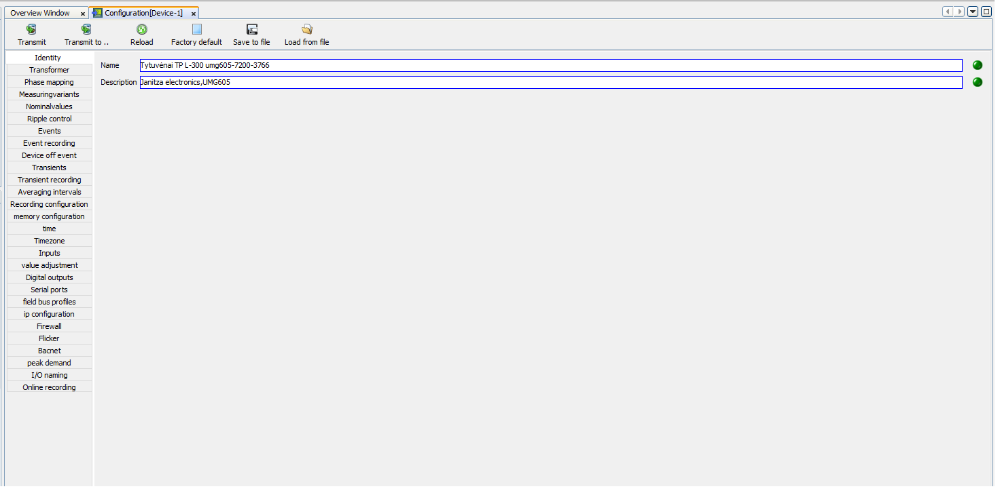 Overview Window x Configuration[Device-1] x
Transmit Transmit to .. Reload Factory default Save to file Load from file
Identity
Transformer
Phase mapping
Measuringvariants
Nominalvalues
Ripple control
Events
Event recording
Device off event
Transients
Transient recording
Averaging intervals
Recording configuration
memory configuration
time
Timezone
Inputs
value adjustment
Digital outputs
Serial ports
field bus profiles
ip configuration
Firewall
Flicker
Bacnet
peak demand
I/O naming
Online recording
Name Tytuvėnai TP L-300 umg605-7200-3766
Description Janitza electronics,UMG605